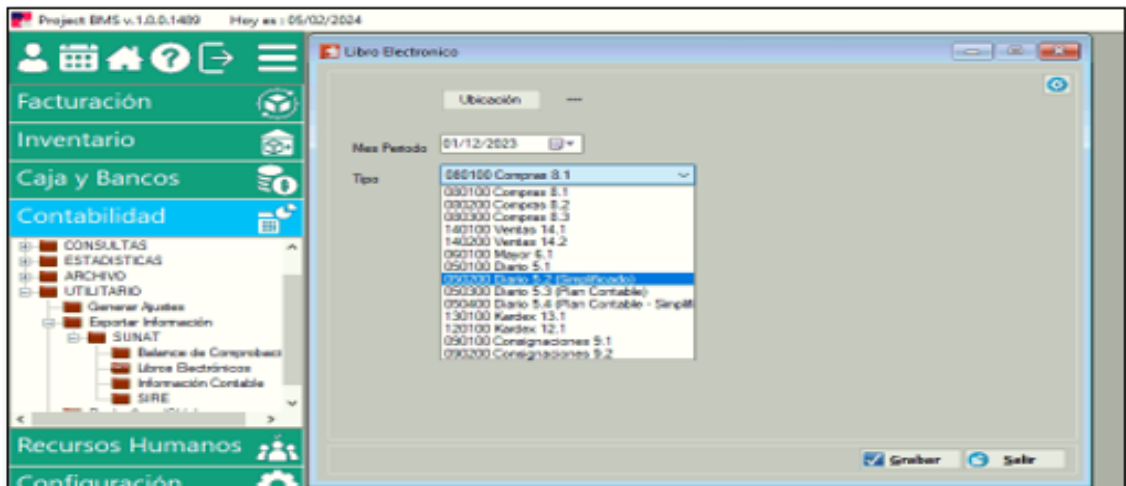 Project BMS v.1.0.0.1489 Hoy es : 05/02/2024
Facturación
Inventario
Caja y Bancos
Contabilidad
CONSULTAS
ESTADISTICAS
ARCHIVO
UTILITARIO
Generar Ajustes
Exportar Información
SUNAT
Balance de Comprobaci
Libros Electrónicos
Información Contable
SIRE
Recursos Humanos
Configuración
Libro Electronico
Ubicación ---
Mes Periodo 01/12/2023
Tipo 080100 Compras 8.1
080100 Compras 8.1
080200 Compras 8.2
080300 Compras 8.3
140100 Ventas 14.1
140200 Ventas 14.2
060100 Mayor 6.1
050100 Diario 5.1
050200 Diario 5.2 (Simplificado)
050300 Diario 5.3 (Plan Contable)
050400 Diario 5.4 (Plan Contable - Simplifi
130100 Kardex 13.1
120100 Kardex 12.1
090100 Consignaciones 9.1
090200 Consignaciones 9.2
Grabar Salir